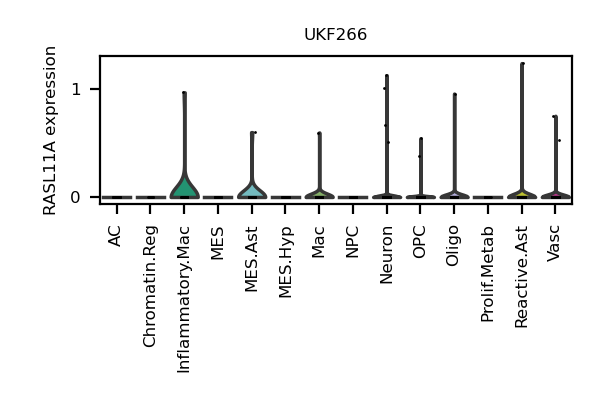 UKF266
RASL11A expression
1
0
AC
Chromatin.Reg
Inflammatory.Mac
MES
MES.Ast
MES.Hyp
Mac
NPC
Neuron
OPC
Oligo
Prolif.Metab
Reactive.Ast
Vasc